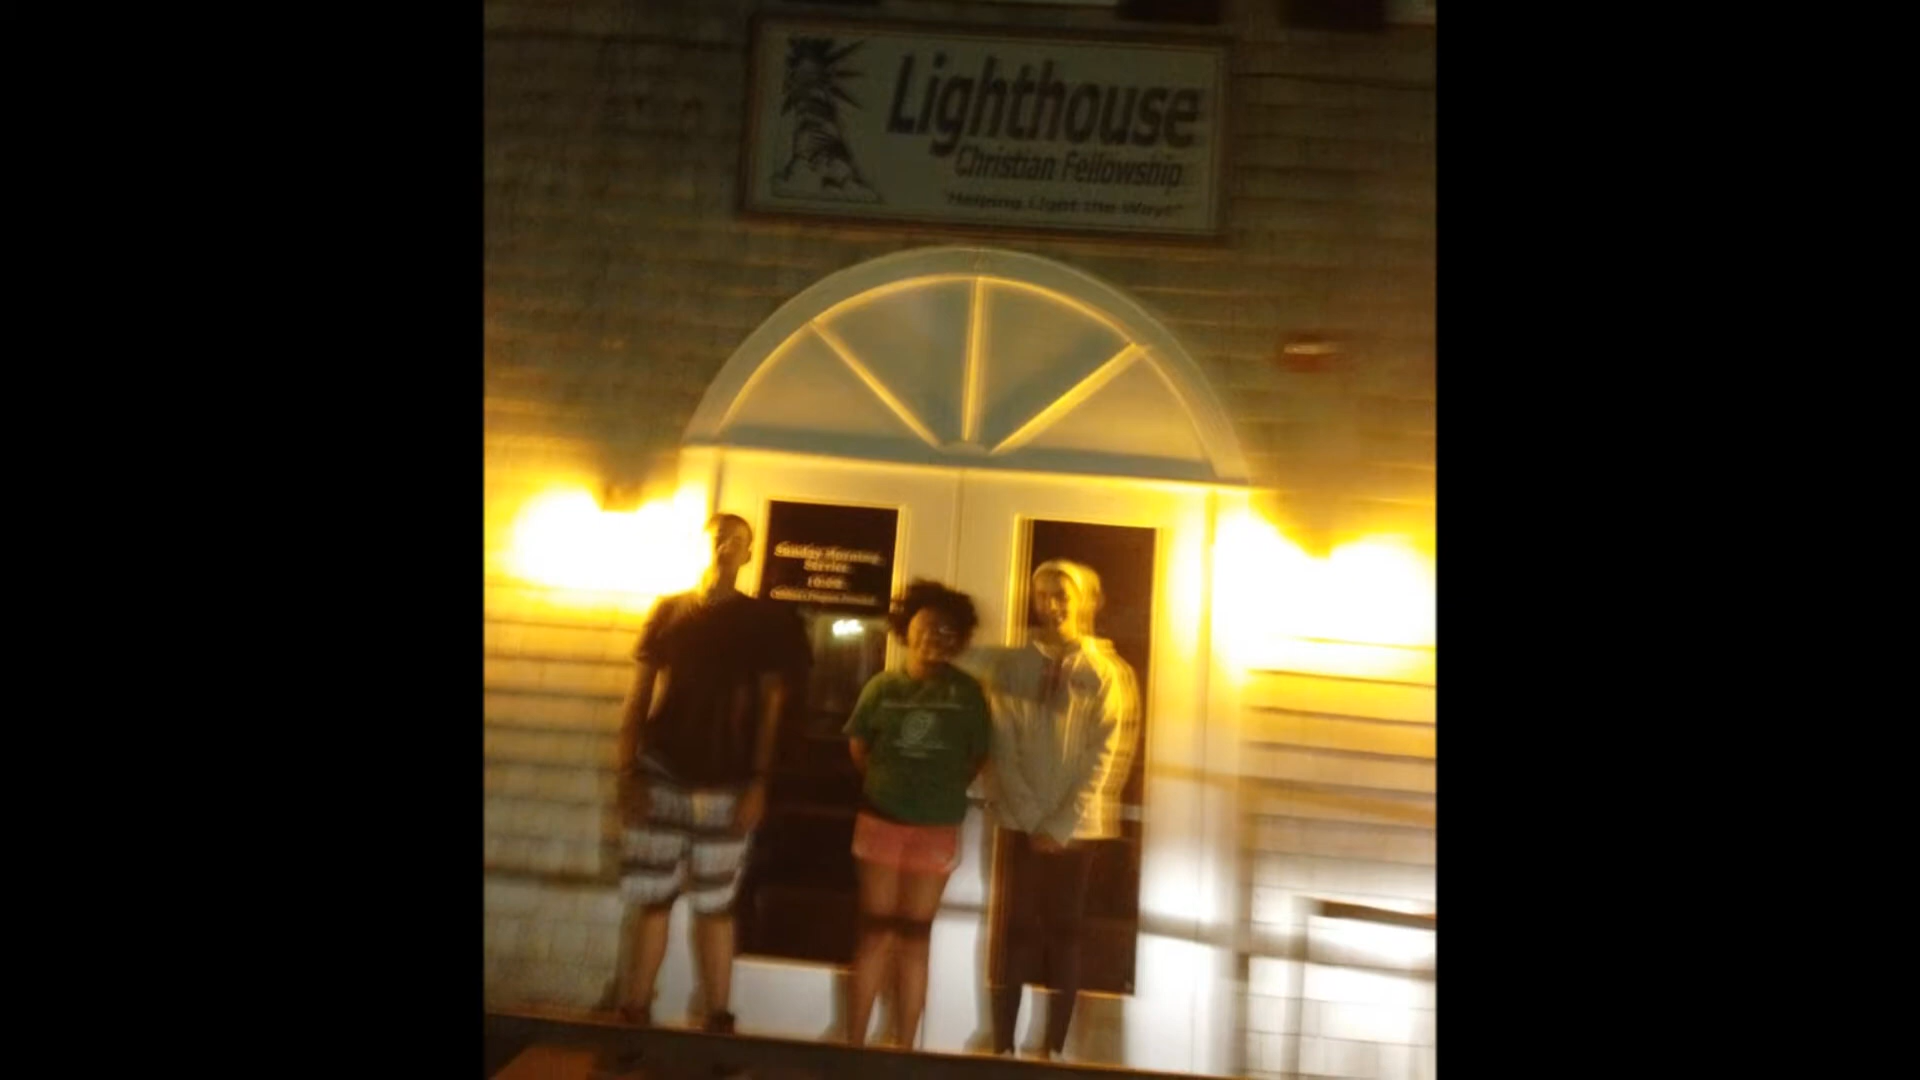 Lighthouse
Christian Fellowship
"Helping Light the Way!"
Sunday Morning
Service
10:00